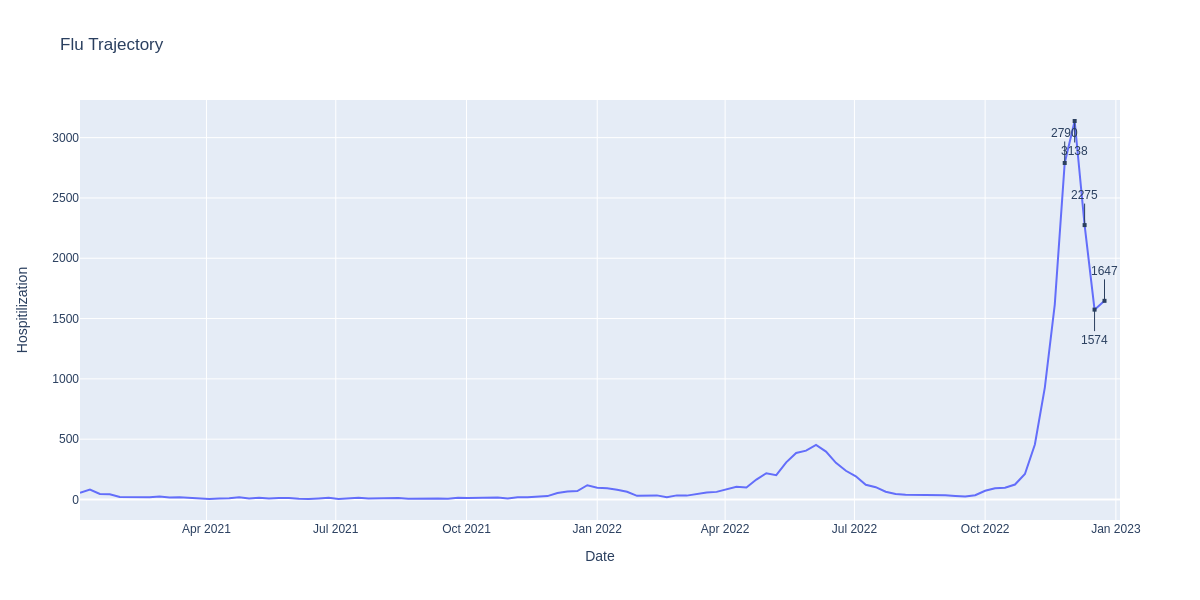 Flu Trajectory
3000
2500
2000
1500
1000
500
0
Hospitilization
2790
3138
2275
1647
1574
Apr 2021
Jul 2021
Oct 2021
Jan 2022
Apr 2022
Jul 2022
Oct 2022
Jan 2023
Date